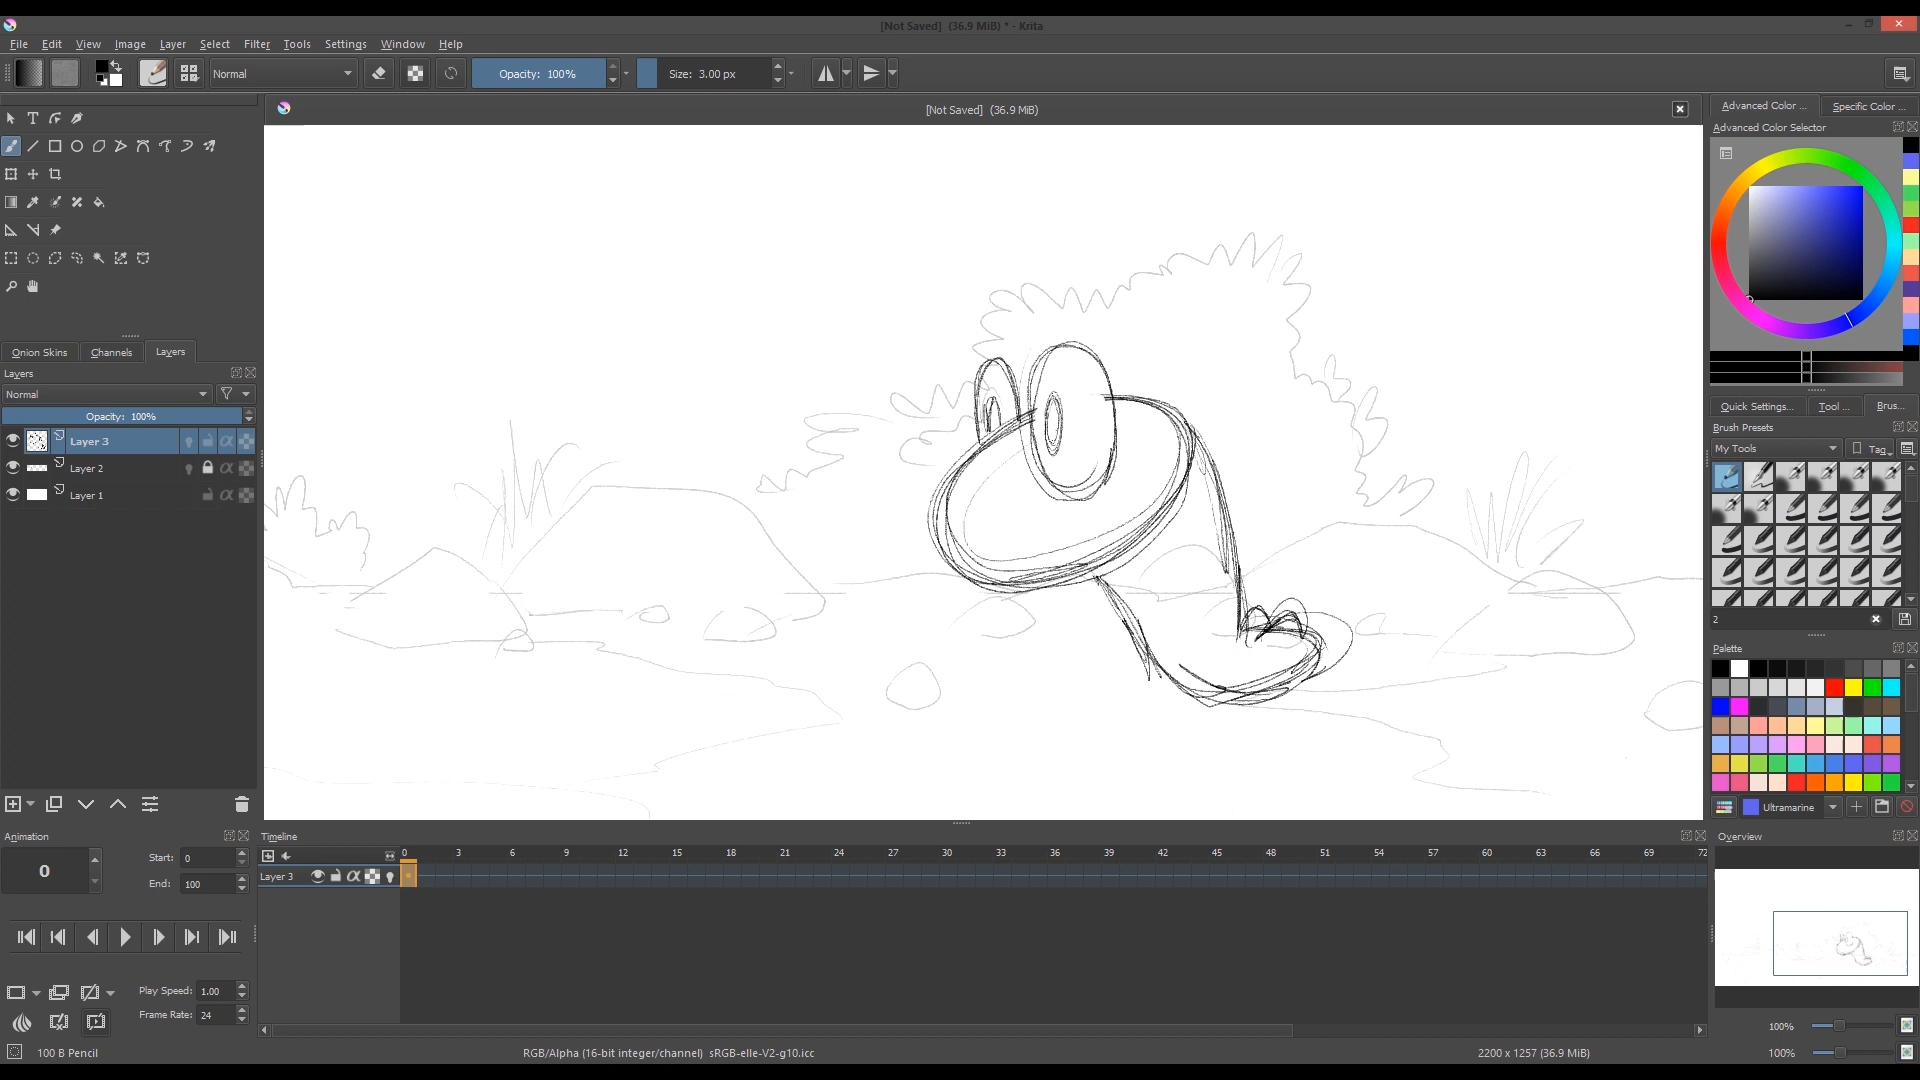 [Not Saved]  (36.9 MiB) * - Krita
File Edit View Image Layer Select Filter Tools Settings Window Help
Normal
Opacity: 100%
Size: 3.00 px
[Not Saved]  (36.9 MiB)
Advanced Color ...
Specific Color ...
Advanced Color Selector
Onion Skins
Channels
Layers
Layers
Normal
Opacity: 100%
Layer 3
Layer 2
Layer 1
Quick Settings...
Tool ...
Brus...
Brush Presets
My Tools
Tag
2
Palette
Ultramarine
Animation
0
Start: 0
End: 100
Play Speed: 1.00
Frame Rate: 24
Timeline
0 3 6 9 12 15 18 21 24 27 30 33 36 39 42 45 48 51 54 57 60 63 66 69 72
Layer 3
Overview
100%
100%
100 B Pencil
RGB/Alpha (16-bit integer/channel)  sRGB-elle-V2-g10.icc
2200 x 1257 (36.9 MiB)